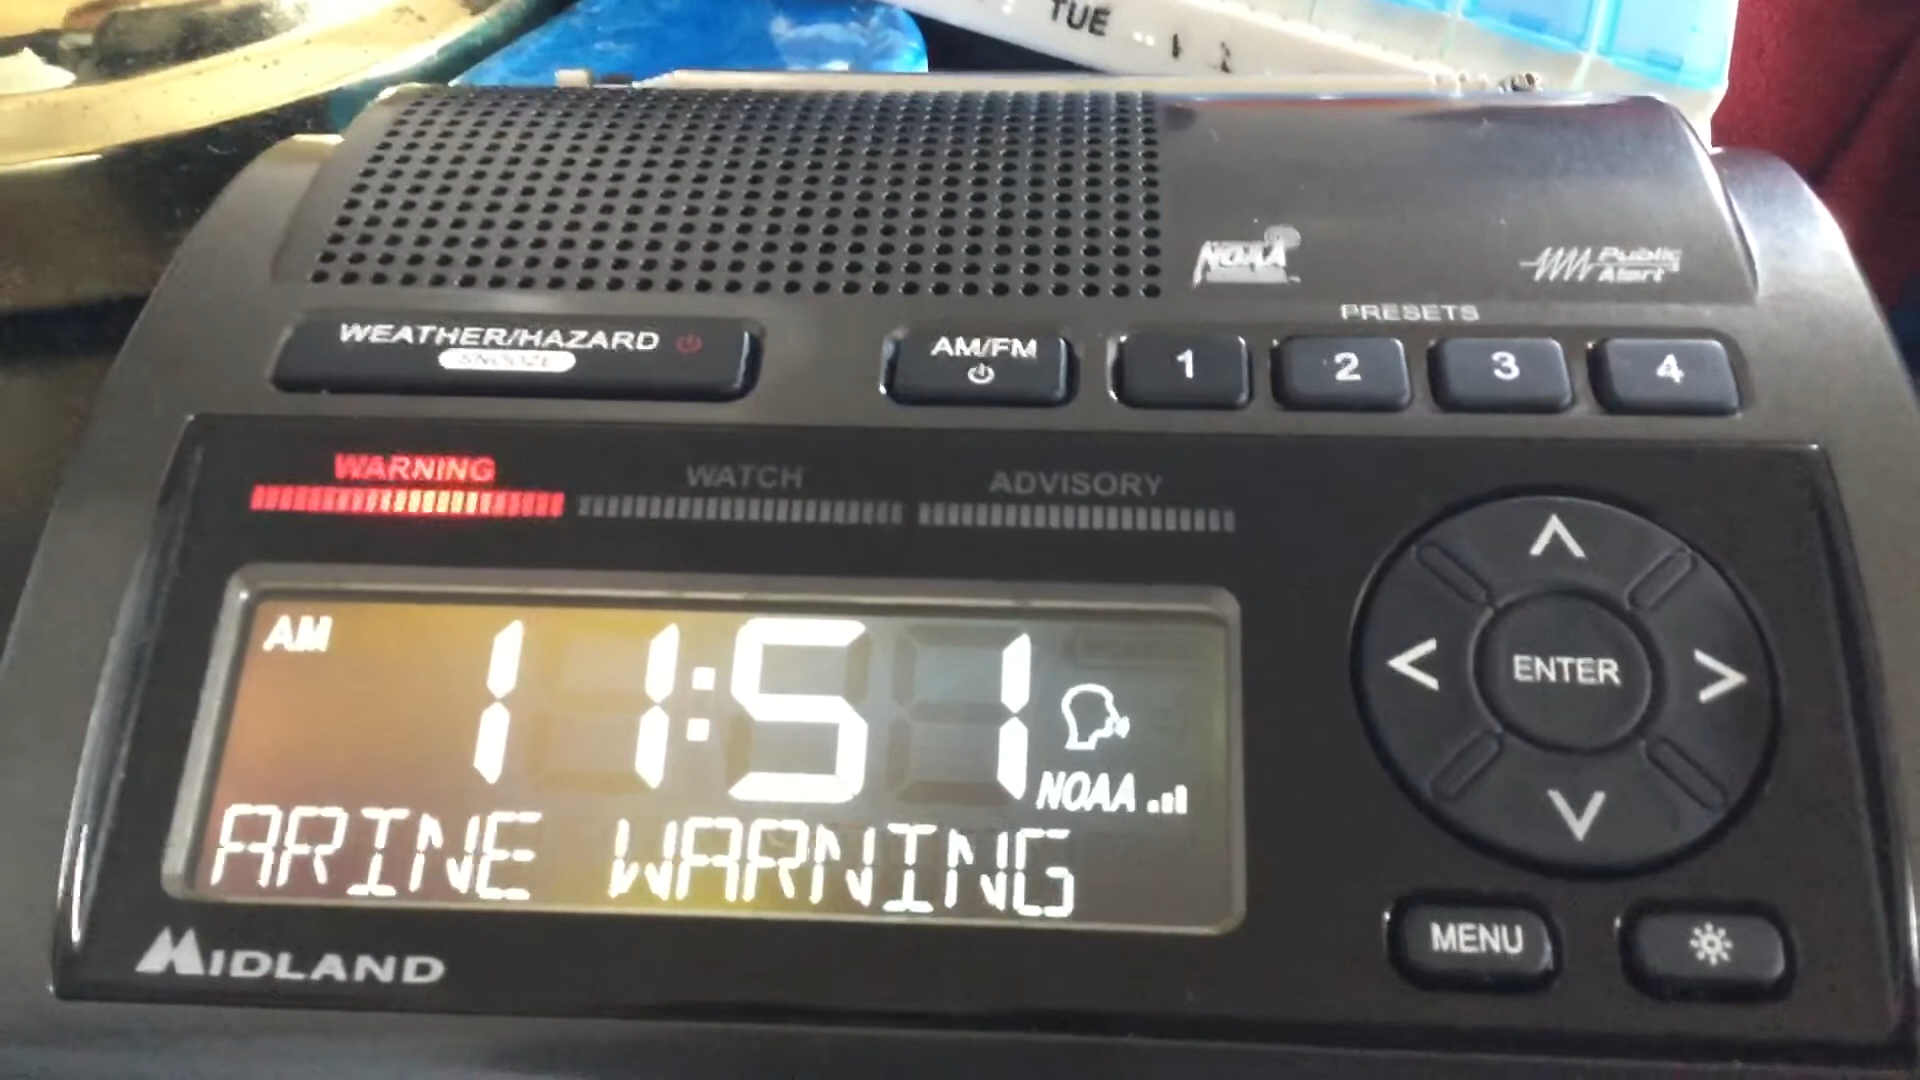 TUE
NOAA
Public
Alert
PRESETS
WEATHER/HAZARD
SNOOZE
AM/FM
1
2
3
4
WARNING
WATCH
ADVISORY
AM
11:51
NOAA
ARINE WARNING
ENTER
MENU
MIDLAND